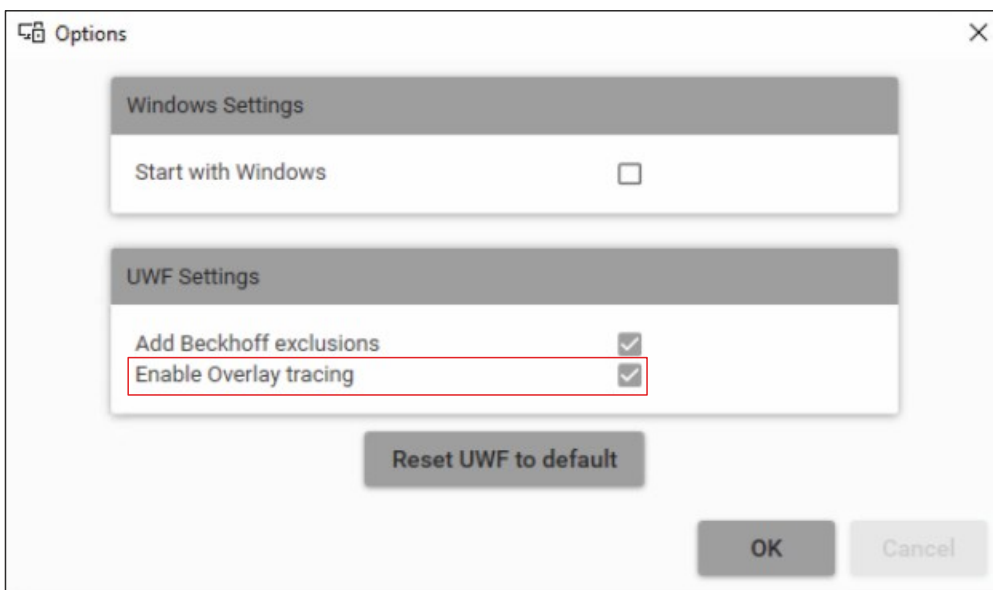 Options
Windows Settings
Start with Windows
UWF Settings
Add Beckhoff exclusions
Enable Overlay tracing
Reset UWF to default
OK Cancel